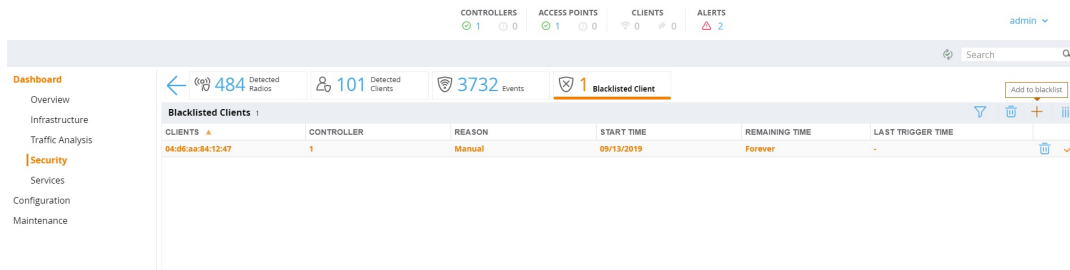 CONTROLLERS ACCESS POINTS CLIENTS ALERTS
1 0 1 0 0 0 2
admin
Search
Dashboard
Overview
Infrastructure
Traffic Analysis
Security
Services
Configuration
Maintenance
484 Detected Radios
101 Detected Clients
3732 Events
1 Blacklisted Client
Add to blacklist
Blacklisted Clients 1
CLIENTS CONTROLLER REASON START TIME REMAINING TIME LAST TRIGGER TIME
04:d6:aa:84:12:47 1 Manual 09/13/2019 Forever -